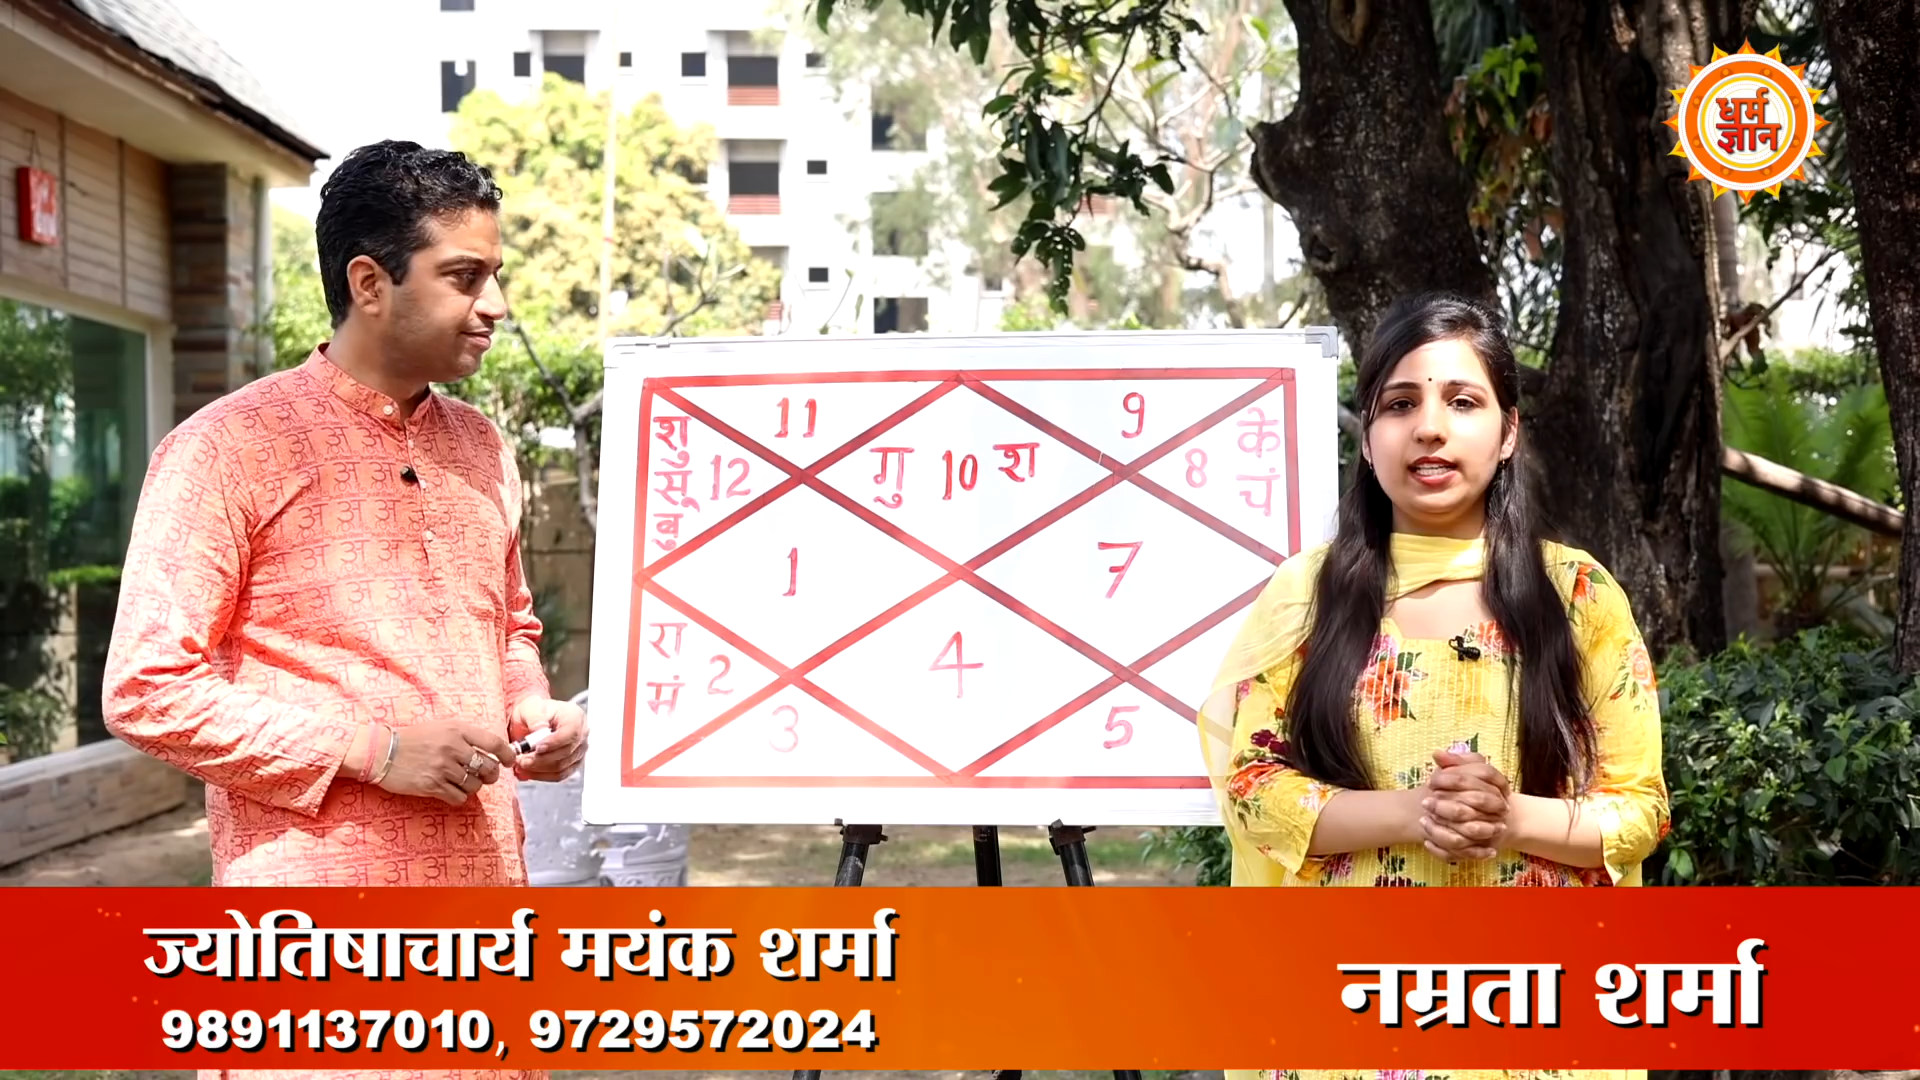 धर्म
ज्ञान
11
9
शु
सू
बु
12
गु 10 श
8
के
चं
1
7
रा
मं
2
4
3
5
ज्योतिषाचार्य मयंक शर्मा
9891137010, 9729572024
नम्रता शर्मा